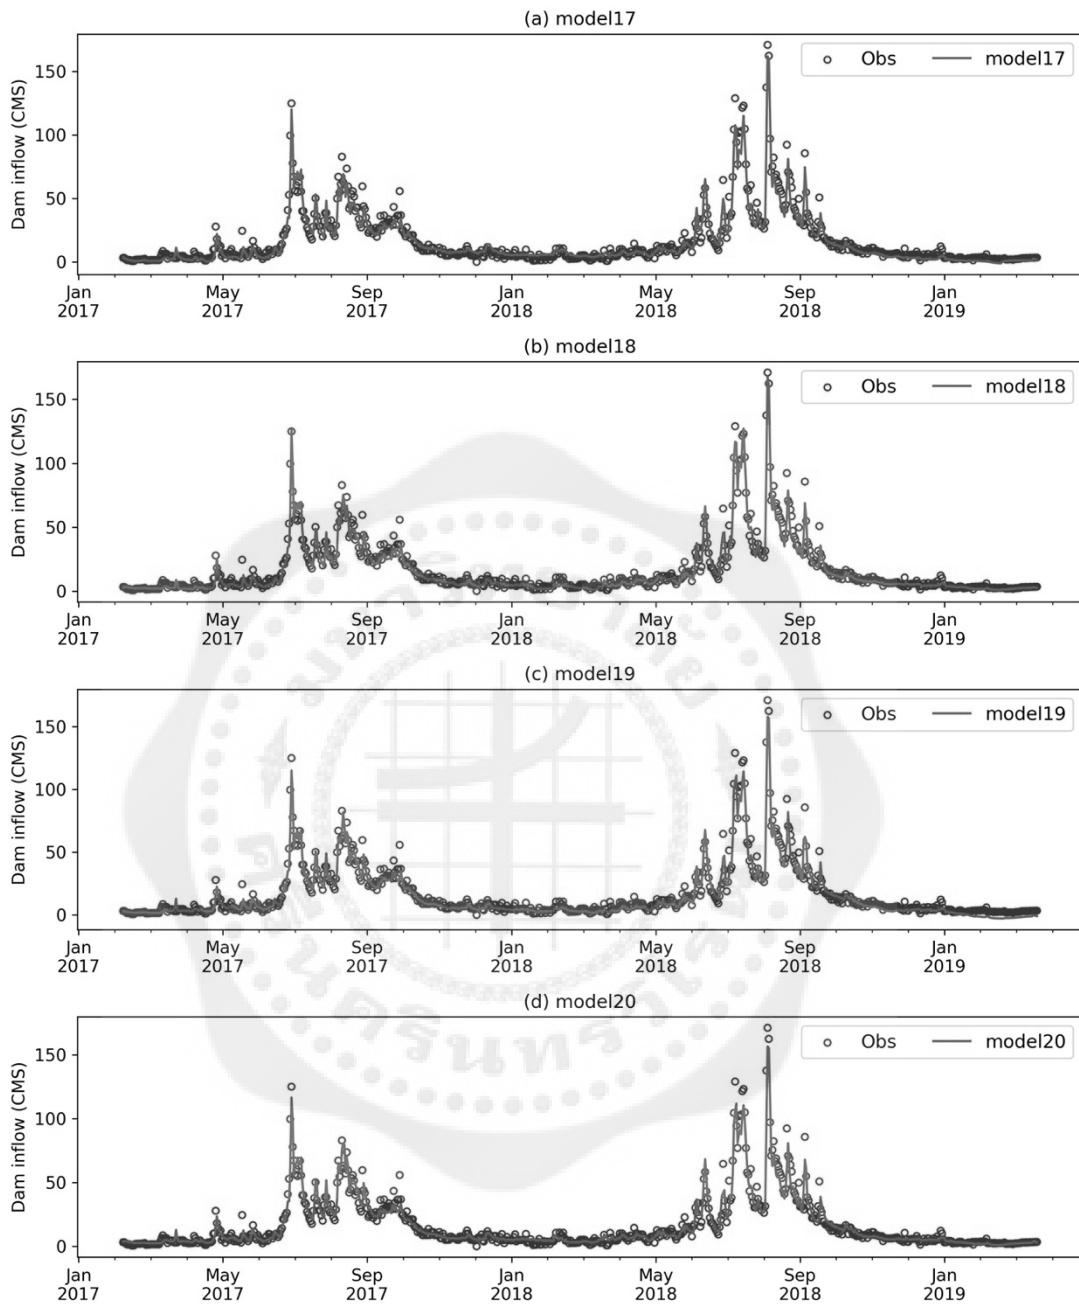 (a) model17
Dam inflow (CMS)
150
100
50
0
Obs
model17
Jan
2017
May
2017
Sep
2017
Jan
2018
May
2018
Sep
2018
Jan
2019
(b) model18
Dam inflow (CMS)
150
100
50
0
Obs
model18
Jan
2017
May
2017
Sep
2017
Jan
2018
May
2018
Sep
2018
Jan
2019
(c) model19
Dam inflow (CMS)
150
100
50
0
Obs
model19
Jan
2017
May
2017
Sep
2017
Jan
2018
May
2018
Sep
2018
Jan
2019
(d) model20
Dam inflow (CMS)
150
100
50
0
Obs
model20
Jan
2017
May
2017
Sep
2017
Jan
2018
May
2018
Sep
2018
Jan
2019